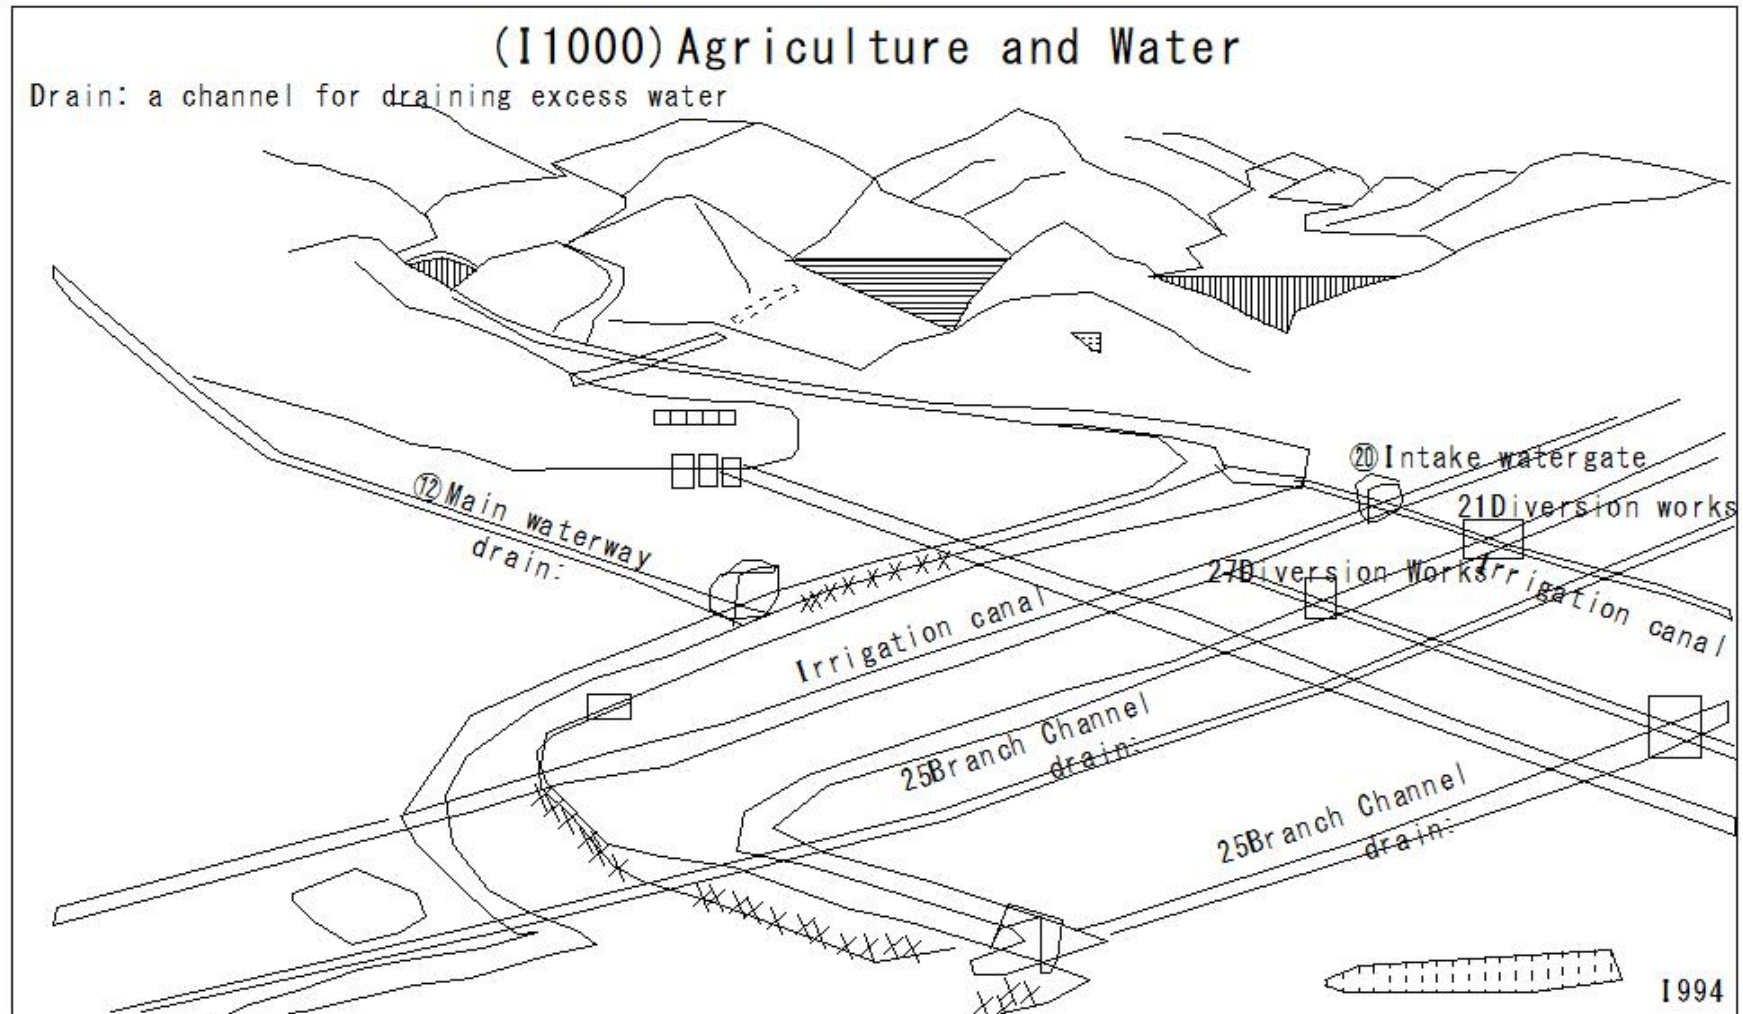 (I1000)Agriculture and Water
Drain: a channel for draining excess water
⑳Intake watergate
21Diversion works
⑫Main waterway
drain:
27Diversion Works
Irrigation canal
Irrigation canal
25Branch Channel
drain:
25Branch Channel
drain:
I994